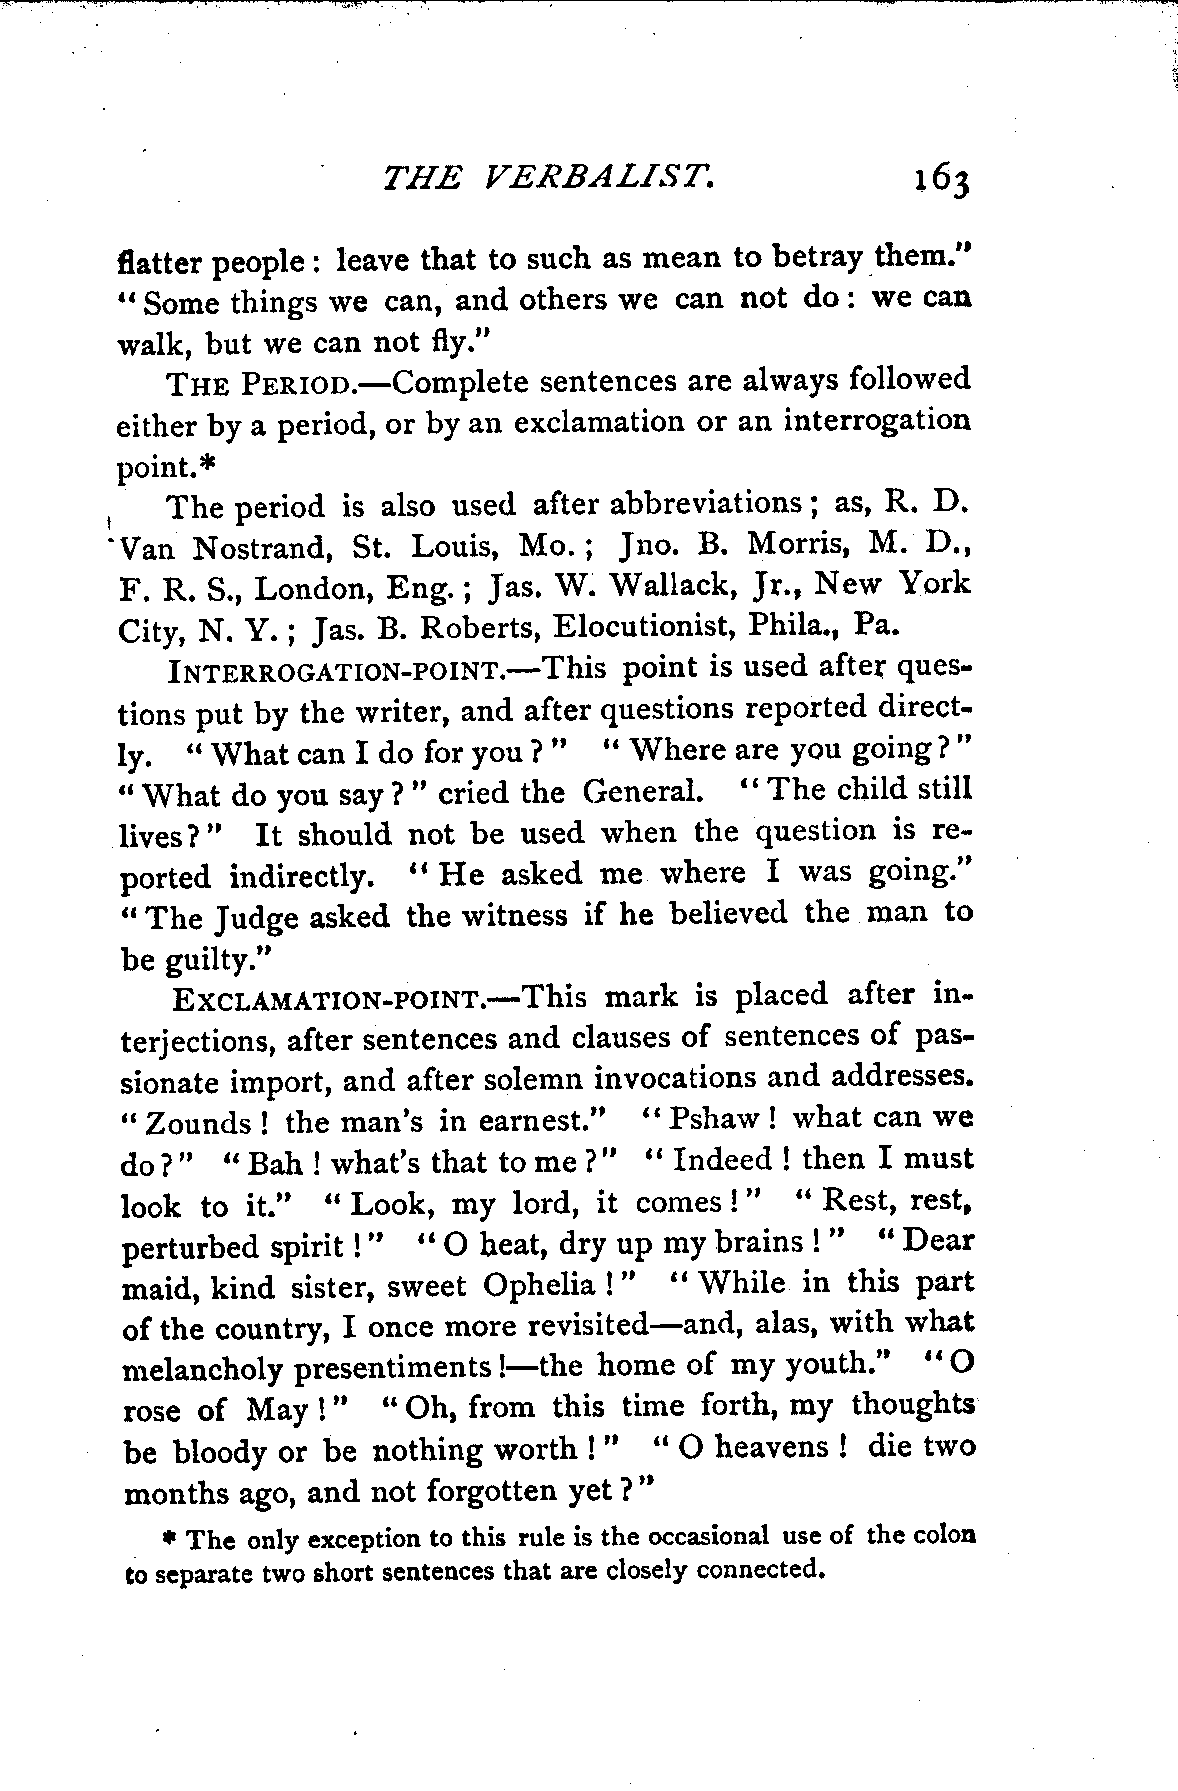 THE VERBALIST. 163
flatter people: leave that to such as mean to betray them."
"Some things we can, and others we can not do: we can
walk, but we can not fly."
THE PERIOD.—Complete sentences are always followed
either by a period, or by an exclamation or an interrogation
point.*
The period is also used after abbreviations; as, R. D.
Van Nostrand, St. Louis, Mo.; Jno. B. Morris, M. D.,
F. R. S., London, Eng.; Jas. W. Wallack, Jr., New York
City, N. Y.; Jas. B. Roberts, Elocutionist, Phila., Pa.
INTERROGATION-POINT.—This point is used after ques-
tions put by the writer, and after questions reported direct-
ly. "What can I do for you?" "Where are you going?"
"What do you say?" cried the General. "The child still
lives?" It should not be used when the question is re-
ported indirectly. "He asked me where I was going."
"The Judge asked the witness if he believed the man to
be guilty."
EXCLAMATION-POINT.—This mark is placed after in-
terjections, after sentences and clauses of sentences of pas-
sionate import, and after solemn invocations and addresses.
"Zounds! the man's in earnest." "Pshaw! what can we
do?" "Bah! what's that to me?" "Indeed! then I must
look to it." "Look, my lord, it comes!" "Rest, rest,
perturbed spirit!" "O heat, dry up my brains!" "Dear
maid, kind sister, sweet Ophelia!" "While in this part
of the country, I once more revisited—and, alas, with what
melancholy presentiments!—the home of my youth." "O
rose of May!" "Oh, from this time forth, my thoughts
be bloody or be nothing worth!" "O heavens! die two
months ago, and not forgotten yet?"
* The only exception to this rule is the occasional use of the colon
to separate two short sentences that are closely connected.